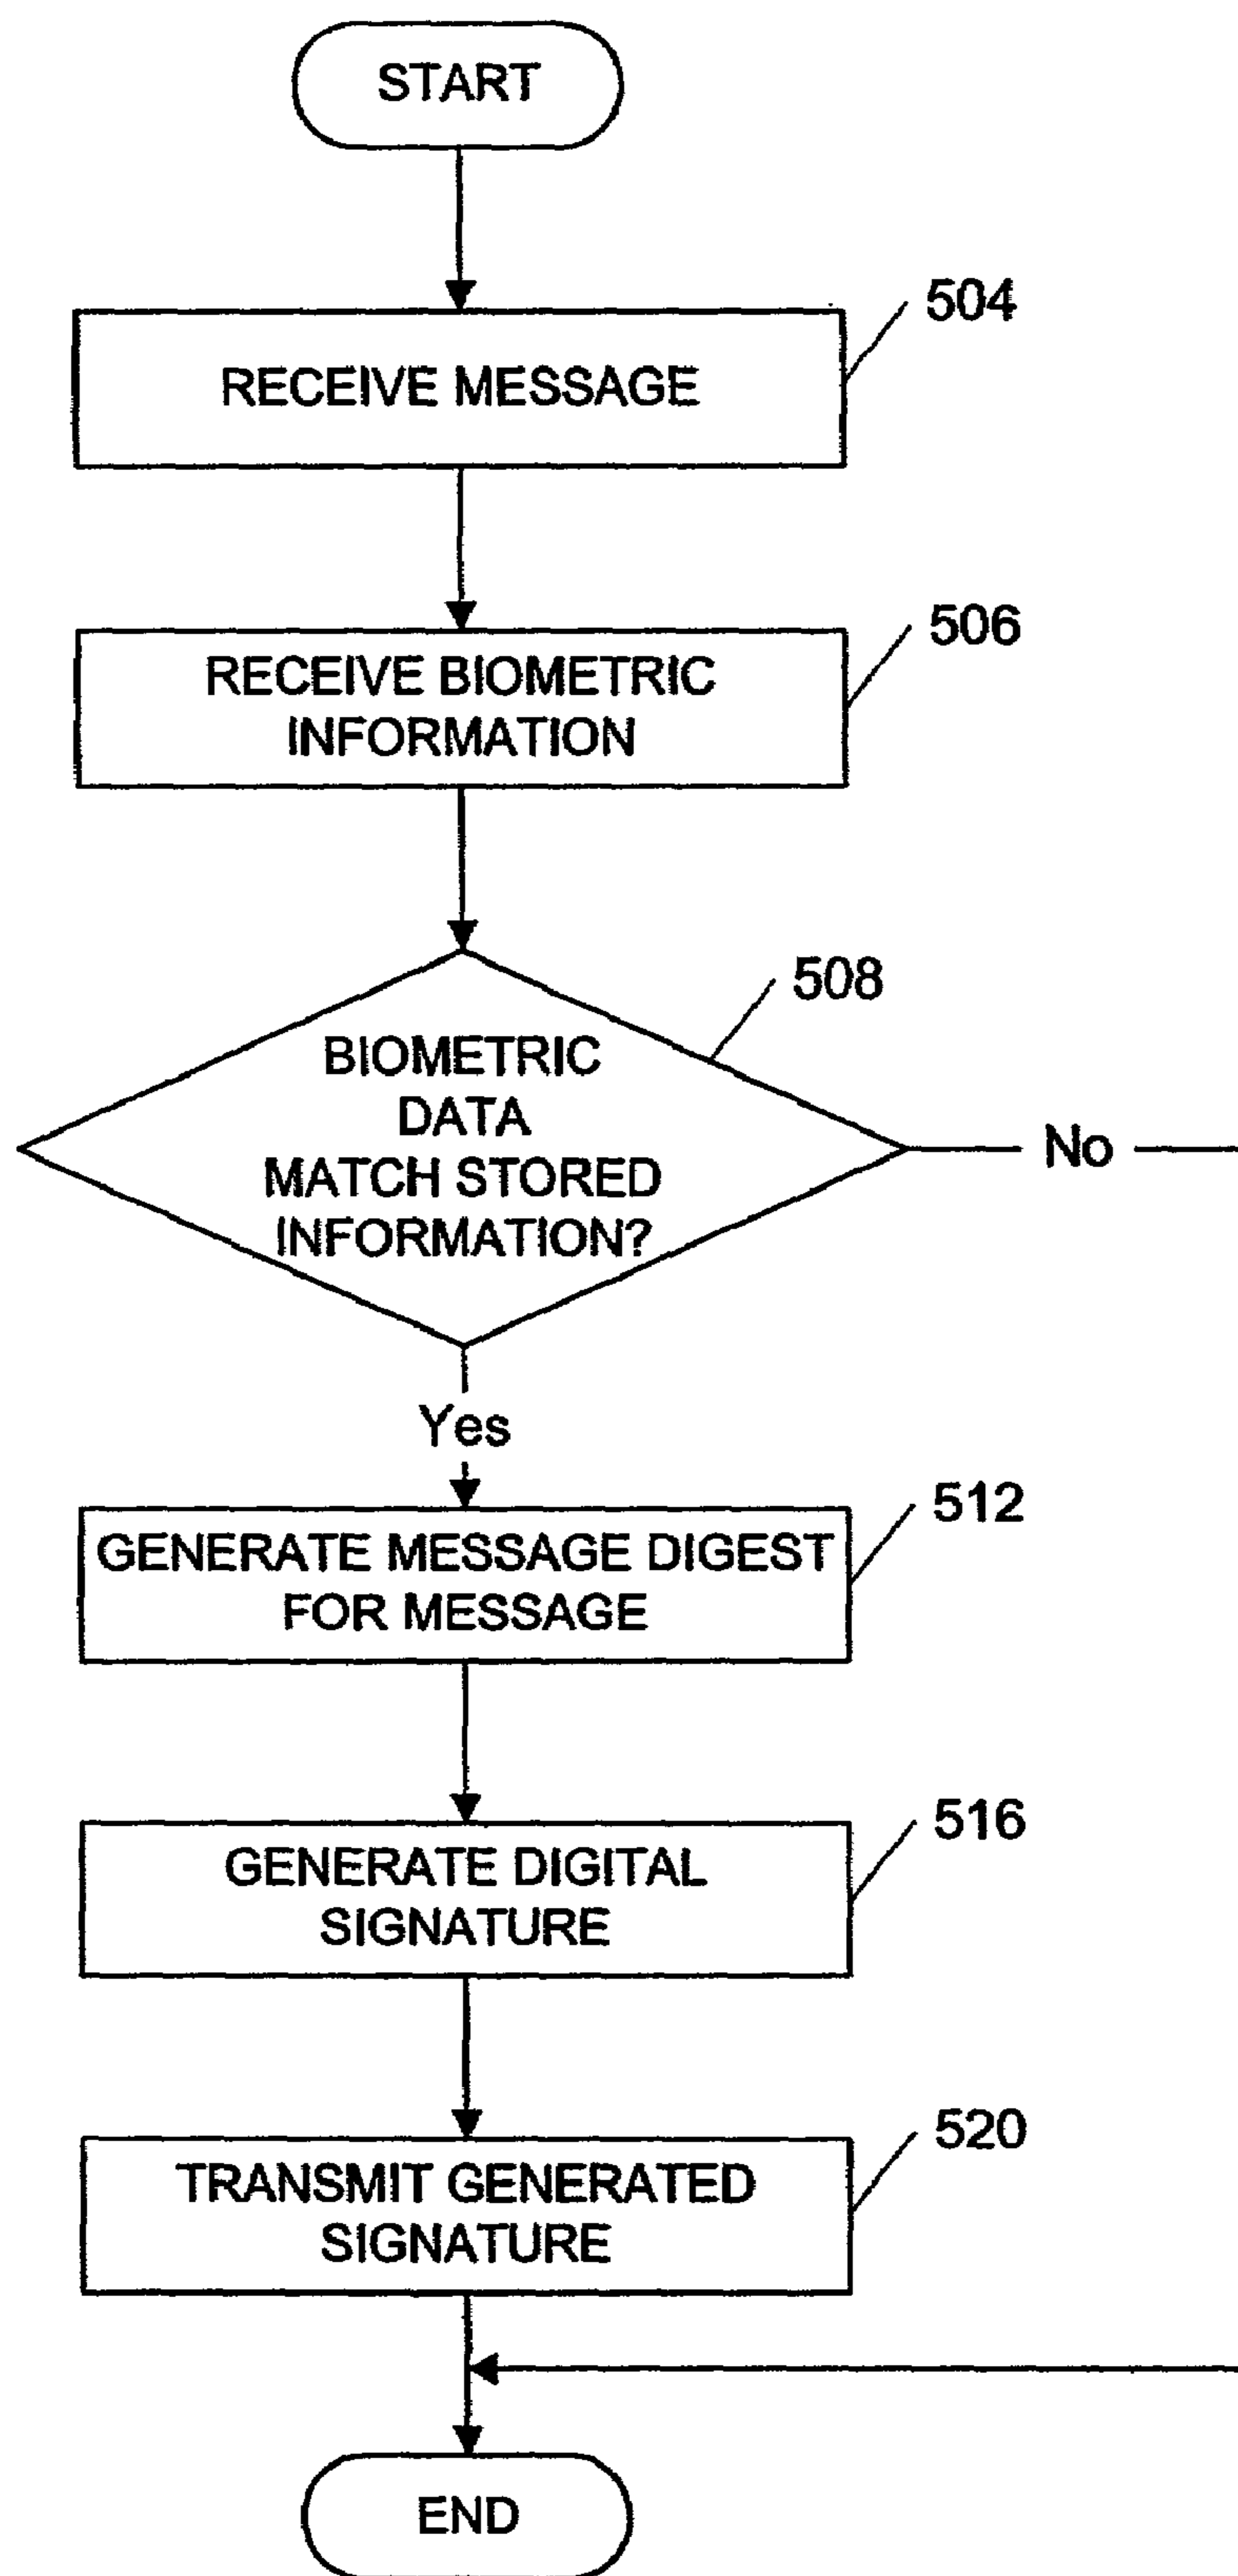 START
504
RECEIVE MESSAGE
506
RECEIVE BIOMETRIC
INFORMATION
508
BIOMETRIC
DATA
MATCH STORED
INFORMATION?
No
Yes
512
GENERATE MESSAGE DIGEST
FOR MESSAGE
516
GENERATE DIGITAL
SIGNATURE
520
TRANSMIT GENERATED
SIGNATURE
END